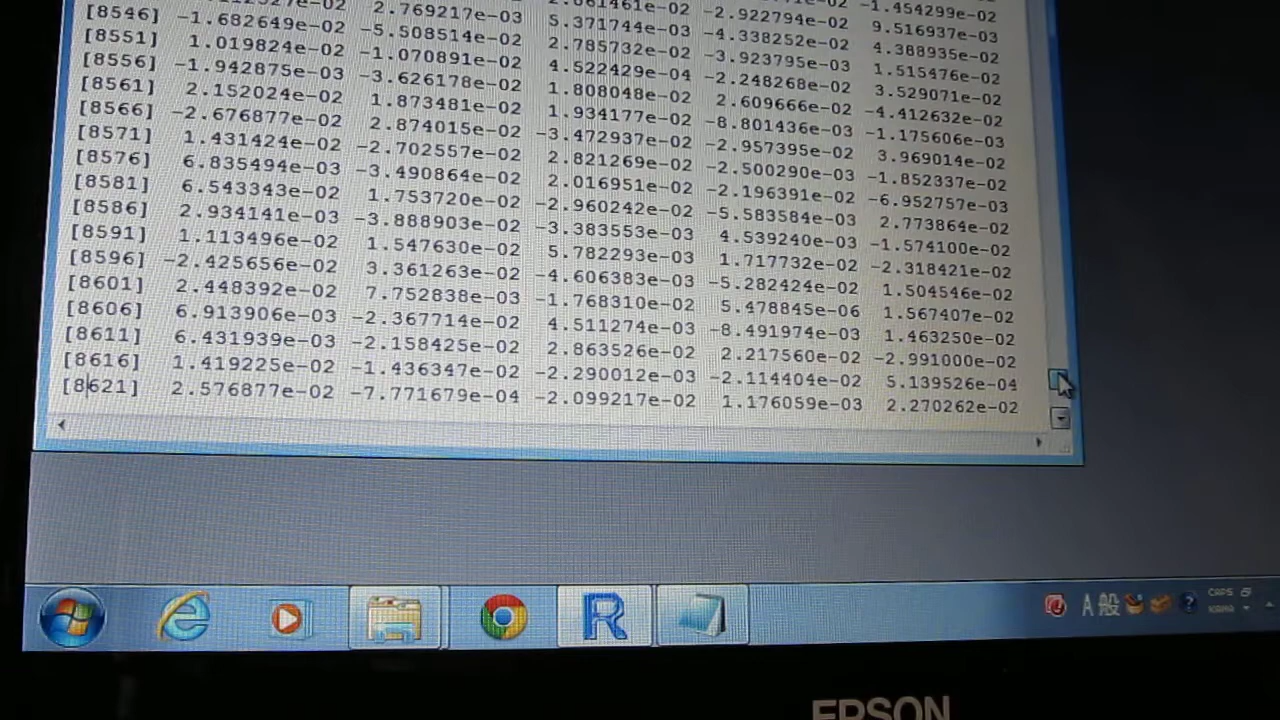 -1.454299e-02
-2.922794e-02 9.516937e-03
2.769217e-03 5.371744e-03 -4.338252e-02 4.388935e-02
[8546] -1.682649e-02 -5.508514e-02 2.785732e-02 -3.923795e-03 1.515476e-02
[8551] 1.019824e-02 -1.070891e-02 4.522429e-04 -2.248268e-02 3.529071e-02
[8556] -1.942875e-03 -3.626178e-02 1.808048e-02 2.609666e-02 -4.412632e-02
[8561] 2.152024e-02 1.873481e-02 1.934177e-02 -8.801436e-03 -1.175606e-03
[8566] -2.676877e-02 2.874015e-02 -3.472937e-02 -2.957395e-02 3.969014e-02
[8571] 1.431424e-02 -2.702557e-02 2.821269e-02 -2.500290e-03 -1.852337e-02
[8576] 6.835494e-03 -3.490864e-02 2.016951e-02 -2.196391e-02 -6.952757e-03
[8581] 6.543343e-02 1.753720e-02 -2.960242e-02 -5.583584e-03 2.773864e-02
[8586] 2.934141e-03 -3.888903e-02 -3.383553e-03 4.539240e-03 -1.574100e-02
[8591] 1.113496e-02 1.547630e-02 5.782293e-03 1.717732e-02 -2.318421e-02
[8596] -2.425656e-02 3.361263e-02 -4.606383e-03 -5.282424e-02 1.504546e-02
[8601] 2.448392e-02 7.752838e-03 -1.768310e-02 5.478845e-06 1.567407e-02
[8606] 6.913906e-03 -2.367714e-02 4.511274e-03 -8.491974e-03 1.463250e-02
[8611] 6.431939e-03 -2.158425e-02 2.863526e-02 2.217560e-02 -2.991000e-02
[8616] 1.419225e-02 -1.436347e-02 -2.290012e-03 -2.114404e-02 5.139526e-04
[8621] 2.576877e-02 -7.771679e-04 -2.099217e-02 1.176059e-03 2.270262e-02
R
A 般 CAPS
KANA
EPSON